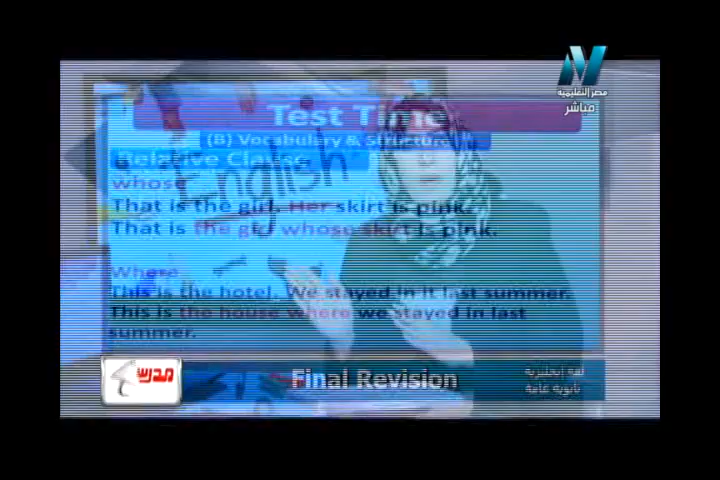 مصر التعليمية
مباشر
Test Time
(B) Vocabulary & Structure
Relative Clause
English
whose
That is the girl. Her skirt is pink.
That is the girl whose skirt is pink.
Where
This is the hotel. We stayed in it last summer.
This is the house where we stayed in last
summer.
مدرستنا
Final Revision
لغة إنجليزية
ثانوية عامة